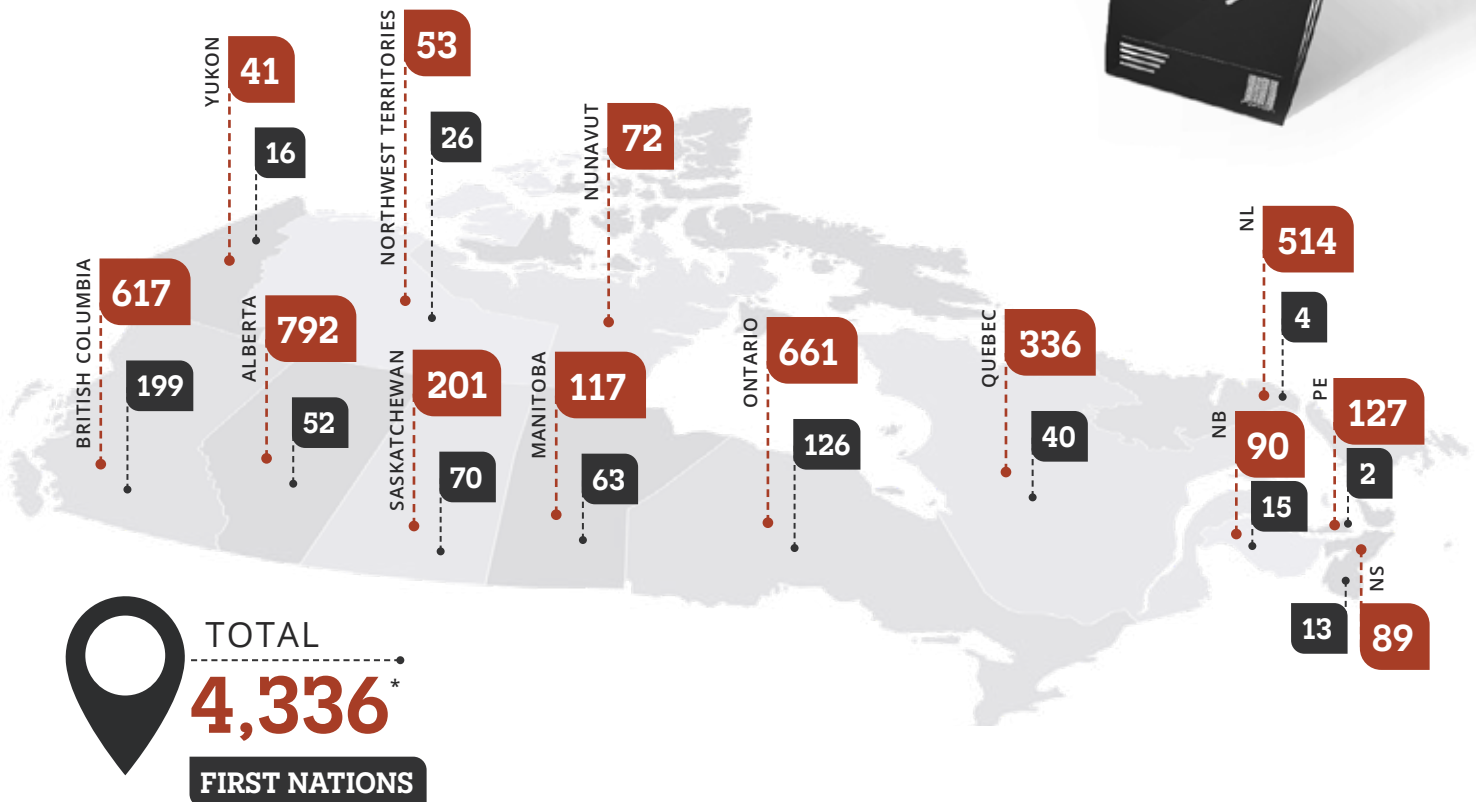 YUKON
41
16
NORTHWEST TERRITORIES
53
26
NUNAVUT
72
BRITISH COLUMBIA
617
199
ALBERTA
792
52
SASKATCHEWAN
201
70
MANITOBA
117
63
ONTARIO
661
126
QUEBEC
336
40
NL
514
4
NB
90
15
PE
127
2
NS
13
89
TOTAL
4,336*
FIRST NATIONS